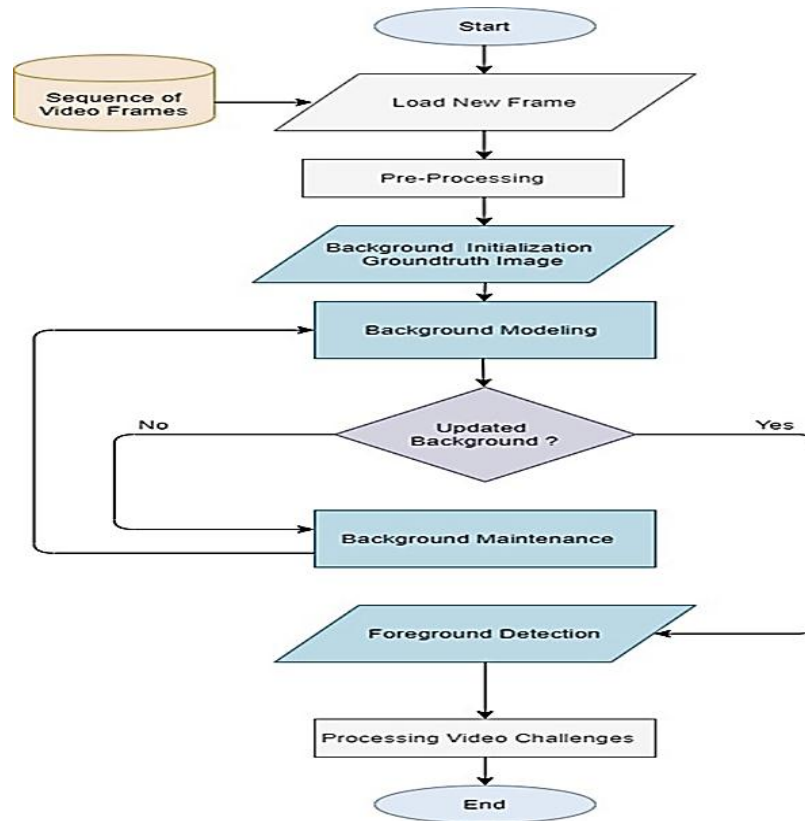 Start
Sequence of
Video Frames
Load New Frame
Pre-Processing
Background Initialization
Groundtruth Image
Background Modeling
No
Updated
Background ?
Yes
Background Maintenance
Foreground Detection
Processing Video Challenges
End